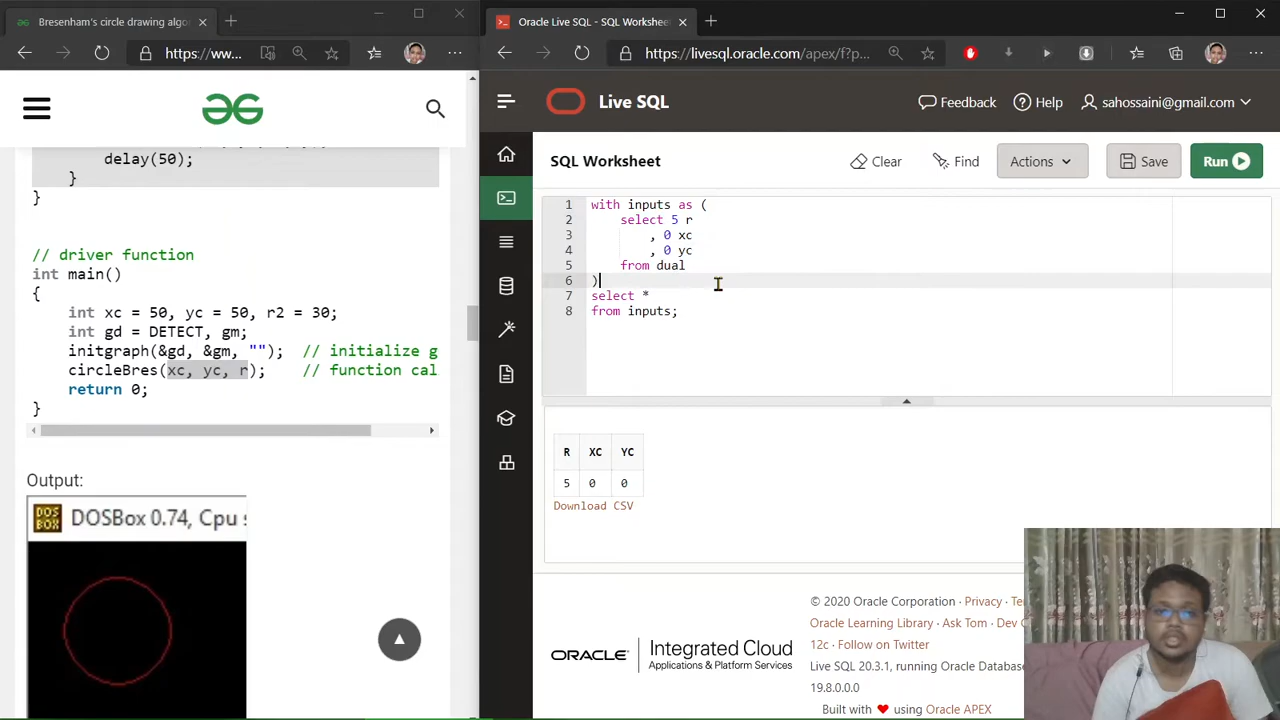 Bresenham's circle drawing algo
https://www...
delay(50);
}
}
// driver function
int main()
{
int xc = 50, yc = 50, r2 = 30;
int gd = DETECT, gm;
initgraph(&gd, &gm, "");  // initialize g
circleBres(xc, yc, r);    // function cal
return 0;
}
Output:
DOS
BOX
DOSBox 0.74, Cpu s
Oracle Live SQL - SQL Worksheet
https://livesql.oracle.com/apex/f?p...
Live SQL
Feedback
Help
sahossaini@gmail.com
SQL Worksheet
Clear
Find
Actions
Save
Run
1 with inputs as (
2 select 5 r
3 , 0 xc
4 , 0 yc
5 from dual
6 )
7 select *
8 from inputs;
R XC YC
5 0 0
Download CSV
© 2020 Oracle Corporation · Privacy · Te
Oracle Learning Library · Ask Tom · Dev G
12c · Follow on Twitter
Live SQL 20.3.1, running Oracle Database
19.8.0.0.0
Built with ❤ using Oracle APEX
ORACLE
Integrated Cloud
Applications & Platform Services